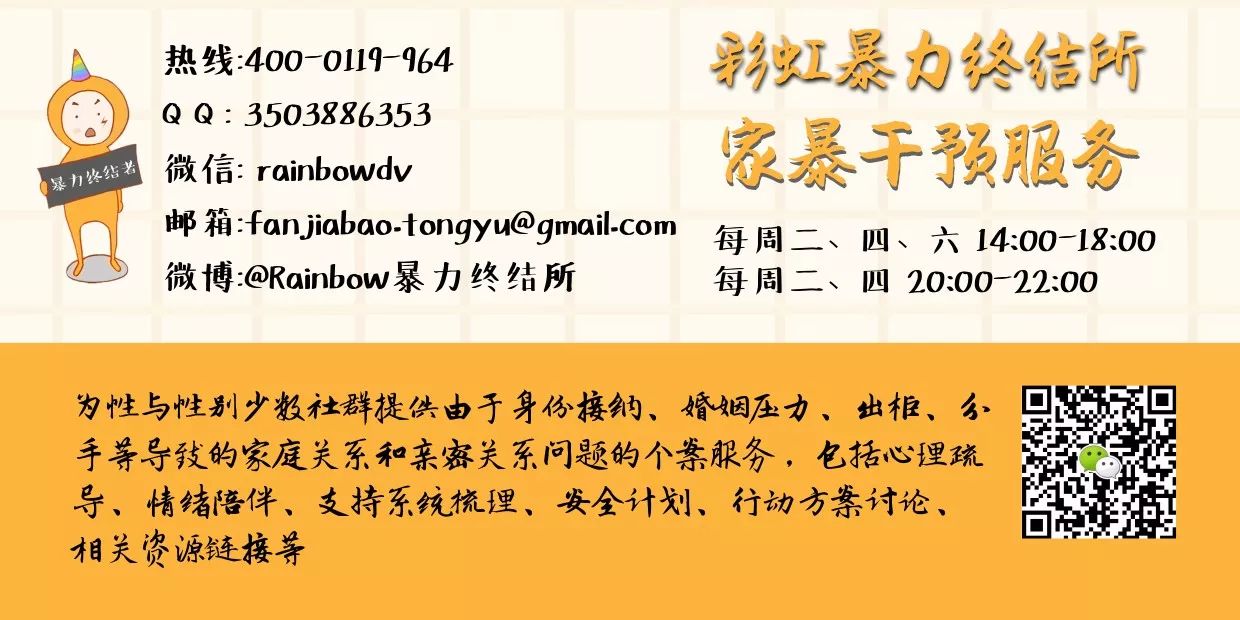 热线:400-0119-964
QQ: 3503886353
微信: rainbowdv
邮箱:fanjiabao.tongyu@gmail.com
微博:@Rainbow暴力终结所
暴力终结者
彩虹暴力终结所
家暴干预服务
每周二、四、六 14:00-18:00
每周二、四 20:00-22:00
为性与性别少数社群提供由于身份接纳、婚姻压力、出柜、分
手等导致的家庭关系和亲密关系问题的个案服务，包括心理疏
导、情绪陪伴、支持系统梳理、安全计划、行动方案讨论、
相关资源链接等